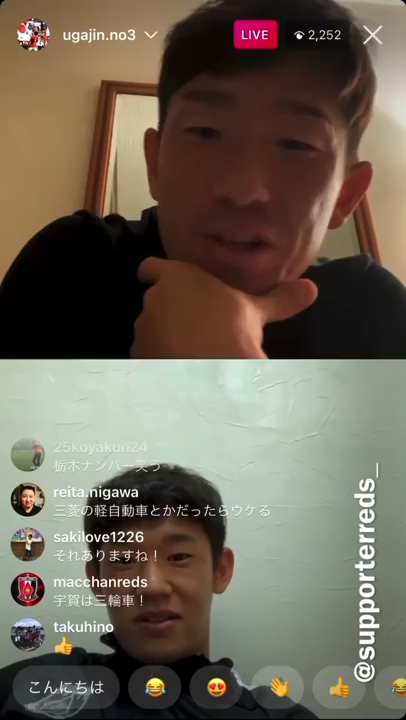 ugajin.no3
LIVE
2,252
25koyakun24
栃木ナンバー笑う
reita.nigawa
三菱の軽自動車とかだったらウケる
sakilove1226
それありますね！
macchanreds
宇賀は三輪車！
takuhino
👍
こんにちは 😂 😍 👋 👍 😄
@supporterreds_